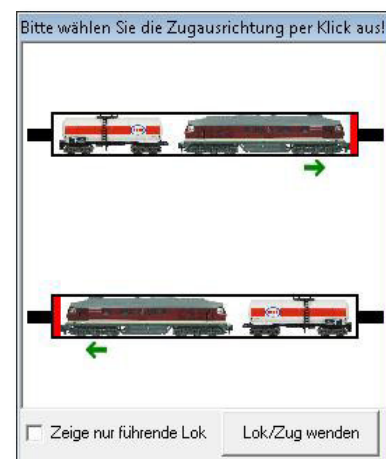 Bitte wählen Sie die Zugausrichtung per Klick aus!
Zeige nur führende Lok
Lok/Zug wenden